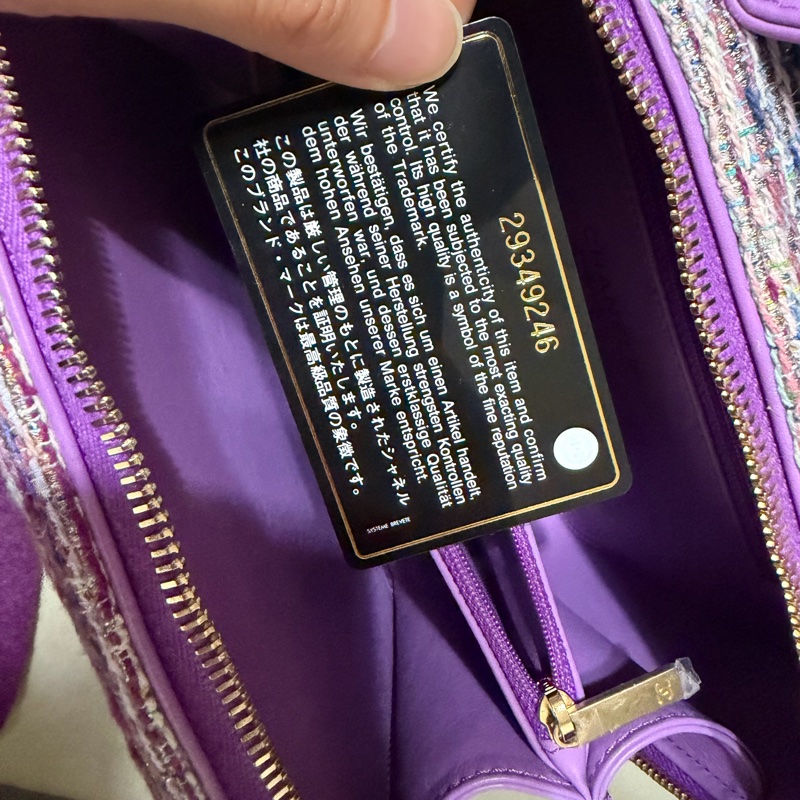 29349246
We certify the authenticity of this item and confirm
that it has been subjected to the most exacting quality
control. Its high quality is a symbol of the fine reputation
of the Trademark.
Wir bestätigen, dass es sich um einen Artikel handelt,
der während seiner Herstellung strengsten Kontrollen
unterworfen war, und dessen erstklassige Qualität
dem hohen Ansehen unserer Marke entspricht.
この製品は厳しい管理のもとに製造されたシャネル
社の商品であることを証明いたします。
このブランド・マークは最高級品質の象徴です。
SYSTEME BREVETE